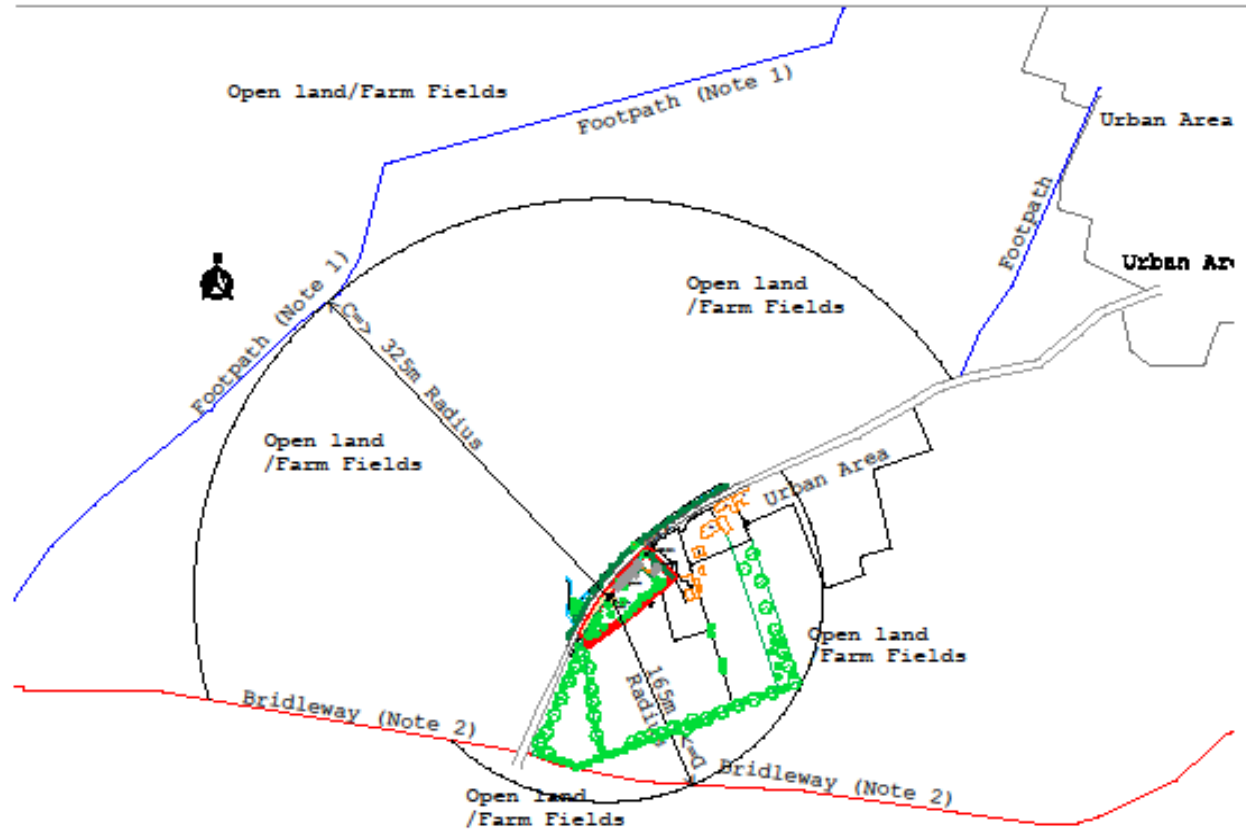 Open land/Farm Fields
Footpath (Note 1)
Urban Area
Footpath
Urban Ar
Open land
/Farm Fields
Footpath (Note 1)
<C=> 325m Radius
Open land
/Farm Fields
Urban Area
Open land
/Farm Fields
165m <=D
Radius
Bridleway (Note 2)
Bridleway (Note 2)
Open land
/Farm Fields